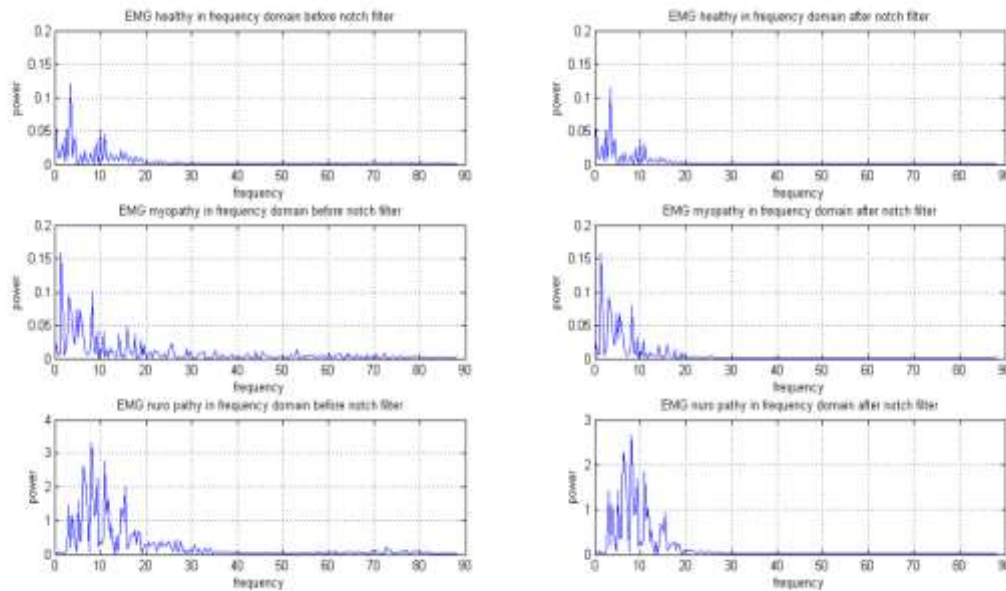 EMG healthy in frequency domain before notch filter
0.2
0.15
0.1
0.05
0
power
0 10 20 30 40 50 60 70 80 90
frequency
EMG healthy in frequency domain after notch filter
0.2
0.15
0.1
0.05
0
power
0 10 20 30 40 50 60 70 80 90
frequency
EMG myopathy in frequency domain before notch filter
0.2
0.15
0.1
0.05
0
power
0 10 20 30 40 50 60 70 80 90
frequency
EMG myopathy in frequency domain after notch filter
0.2
0.15
0.1
0.05
0
power
0 10 20 30 40 50 60 70 80 90
frequency
EMG nuro pathy in frequency domain before notch filter
4
3
2
1
0
power
0 10 20 30 40 50 60 70 80 90
frequency
EMG nuro pathy in frequency domain after notch filter
3
2
1
0
power
0 10 20 30 40 50 60 70 80 90
frequency